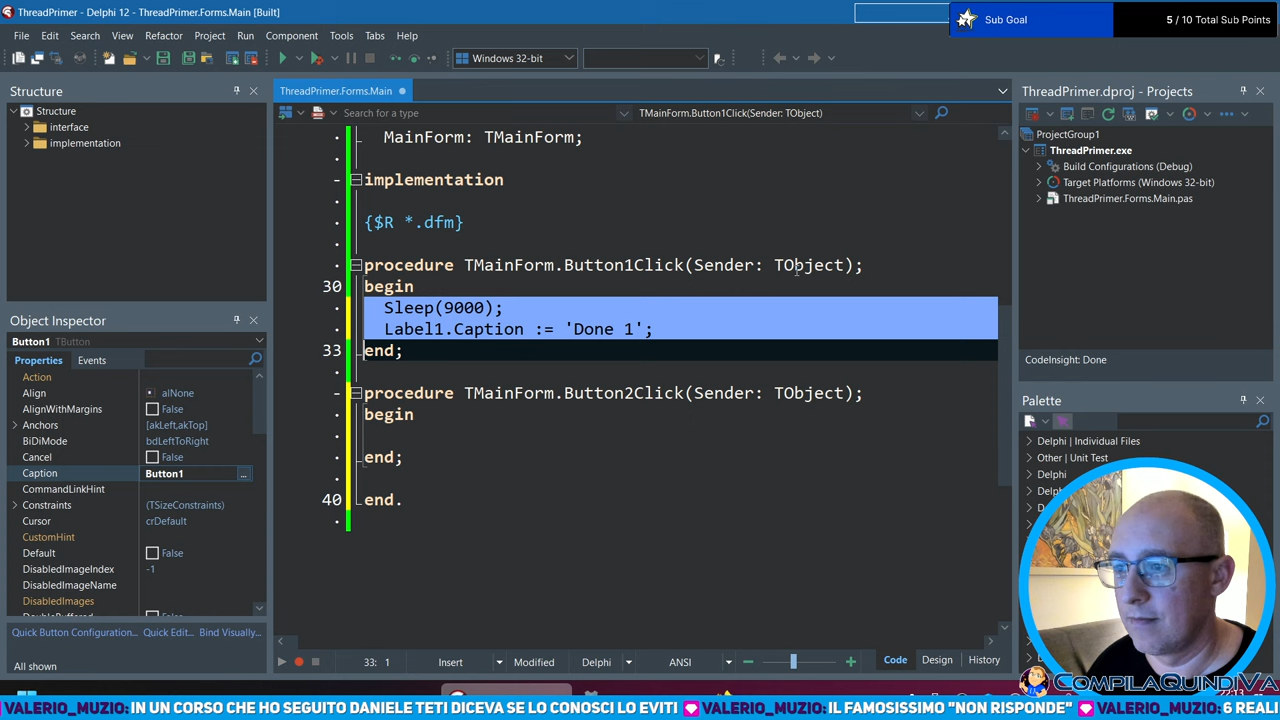 ThreadPrimer - Delphi 12 - ThreadPrimer.Forms.Main [Built]
Sub Goal
5 / 10 Total Sub Points
File Edit Search View Refactor Project Run Component Tools Tabs Help
Windows 32-bit
Structure
Structure
interface
implementation
Object Inspector
Button1 TButton
Properties Events
Action
Align alNone
AlignWithMargins False
Anchors [akLeft,akTop]
BiDiMode bdLeftToRight
Cancel False
Caption Button1 ...
CommandLinkHint
Constraints (TSizeConstraints)
Cursor crDefault
CustomHint
Default False
DisabledImageIndex -1
DisabledImageName
DisabledImages
DoubleBuffered
Quick Button Configuration... Quick Edit... Bind Visually...
All shown
ThreadPrimer.Forms.Main
Search for a type
TMainForm.Button1Click(Sender: TObject)
MainForm: TMainForm;
implementation
{$R *.dfm}
procedure TMainForm.Button1Click(Sender: TObject);
30 begin
Sleep(9000);
Label1.Caption := 'Done 1';
33 end;
procedure TMainForm.Button2Click(Sender: TObject);
begin
end;
40 end.
33: 1 Insert Modified Delphi ANSI
Code Design History
ThreadPrimer.dproj - Projects
ProjectGroup1
ThreadPrimer.exe
Build Configurations (Debug)
Target Platforms (Windows 32-bit)
ThreadPrimer.Forms.Main.pas
CodeInsight: Done
Palette
Delphi | Individual Files
Other | Unit Test
Delphi
Delph
COMPILAQUINDIVA
VALERIO_MUZIO: IN UN CORSO CHE HO SEGUITO DANIELE TETI DICEVA SE LO CONOSCI LO EVITI VALERIO_MUZIO: IL FAMOSISSIMO "NON RISPONDE" VALERIO_MUZIO: 6 REALI